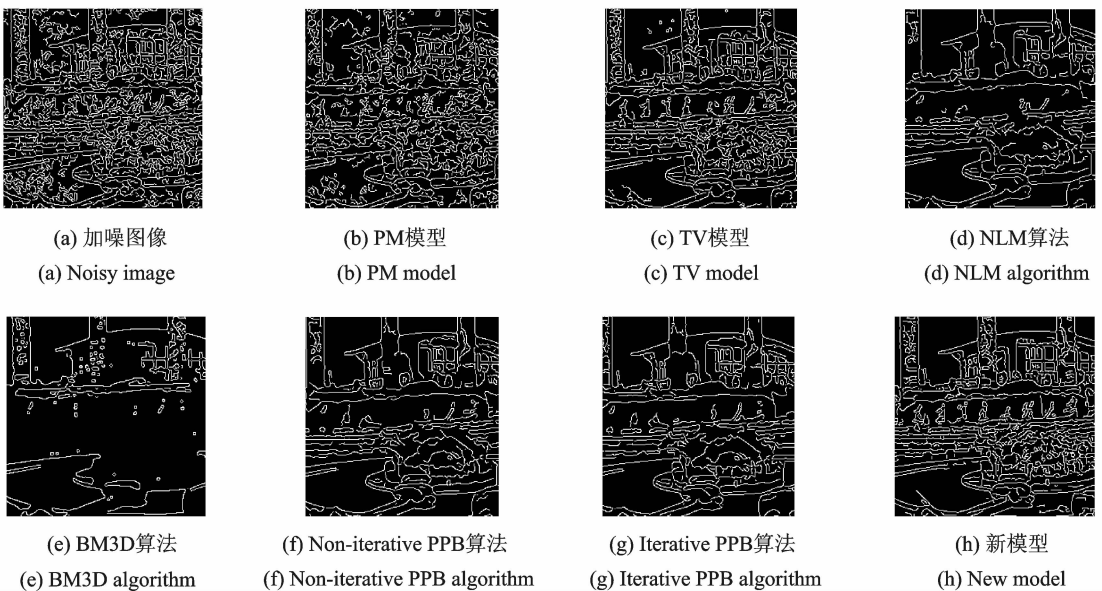 (a) 加噪图像
(b) PM模型
(c) TV模型
(d) NLM算法
(a) Noisy image
(b) PM model
(c) TV model
(d) NLM algorithm
(e) BM3D算法
(f) Non-iterative PPB算法
(g) Iterative PPB算法
(h) 新模型
(e) BM3D algorithm
(f) Non-iterative PPB algorithm
(g) Iterative PPB algorithm
(h) New model